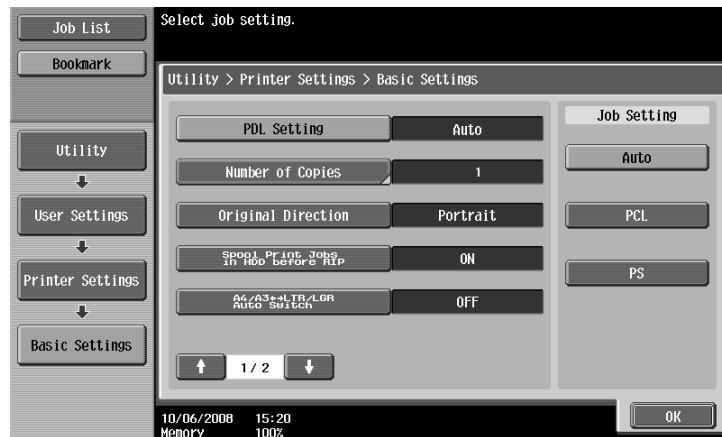 Job List
Bookmark
Select job setting.
Utility > Printer Settings > Basic Settings
Utility
User Settings
Printer Settings
Basic Settings
PDL Setting
Auto
Number of Copies
1
Original Direction
Portrait
Spool Print Jobs
in HDD before RIP
ON
A4/A3↔LTR/LGR
Auto Switch
OFF
1/ 2
Job Setting
Auto
PCL
PS
OK
10/06/2008 15:20
Memory 100%